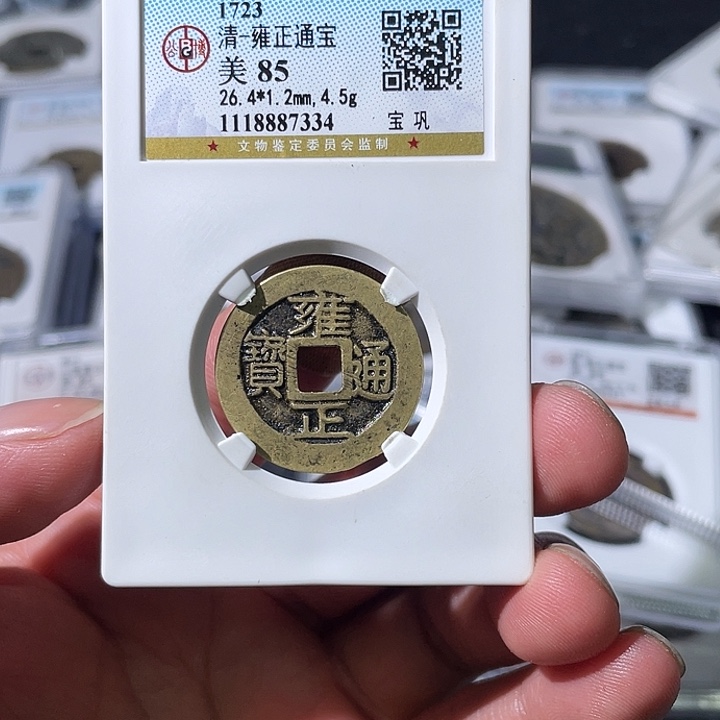 1723
清-雍正通宝
美 85
26.4*1.2mm, 4.5g
1118887334 宝巩
★ 文物鉴定委员会监制 ★
雍
寶 通
正